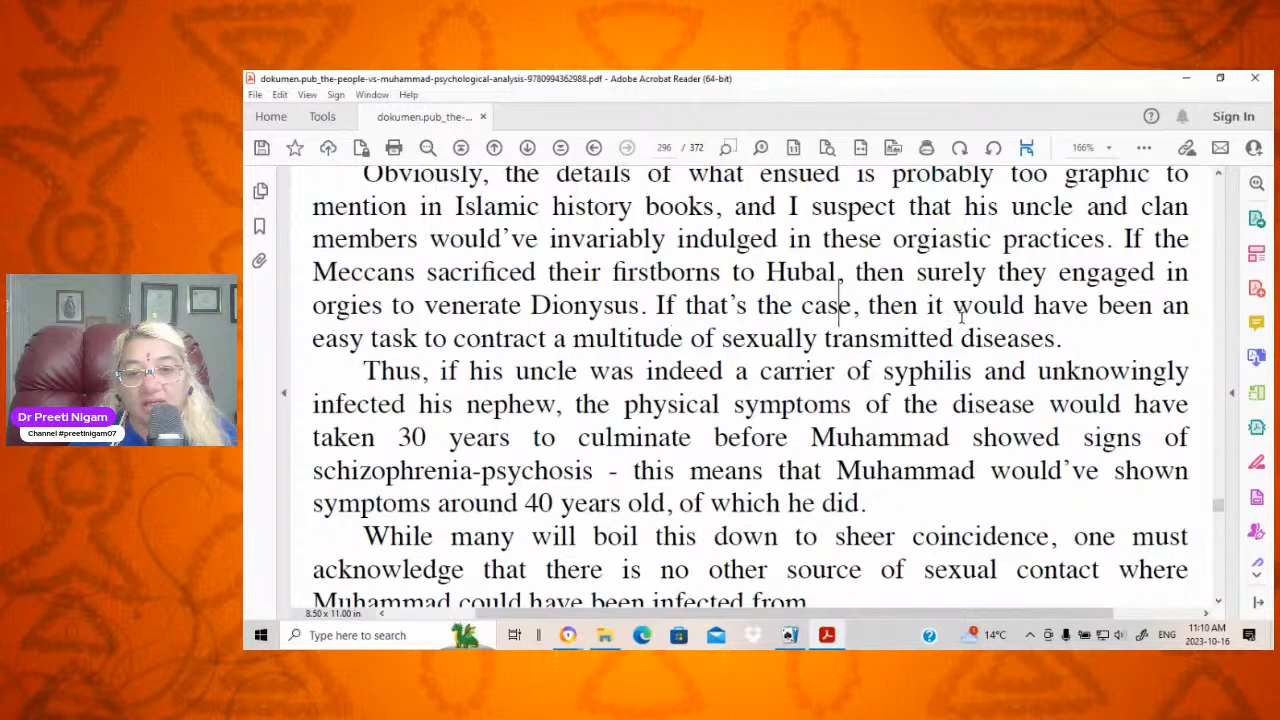 dokumen.pub_the-people-vs-muhammad-psychological-analysis-9780994362988.pdf - Adobe Acrobat Reader (64-bit)
File Edit View Sign Window Help
Home Tools dokumen.pub_the-... Sign In
296 / 372 166%
Obviously, the details of what ensued is probably too graphic to
mention in Islamic history books, and I suspect that his uncle and clan
members would've invariably indulged in these orgiastic practices. If the
Meccans sacrificed their firstborns to Hubal, then surely they engaged in
orgies to venerate Dionysus. If that's the case, then it would have been an
easy task to contract a multitude of sexually transmitted diseases.
Thus, if his uncle was indeed a carrier of syphilis and unknowingly
infected his nephew, the physical symptoms of the disease would have
taken 30 years to culminate before Muhammad showed signs of
schizophrenia-psychosis - this means that Muhammad would've shown
symptoms around 40 years old, of which he did.
While many will boil this down to sheer coincidence, one must
acknowledge that there is no other source of sexual contact where
Muhammad could have been infected from.
8.50 x 11.00 in
Dr Preeti Nigam
Channel #preetinigam07
Type here to search
14°C
ENG
11:10 AM
2023-10-16